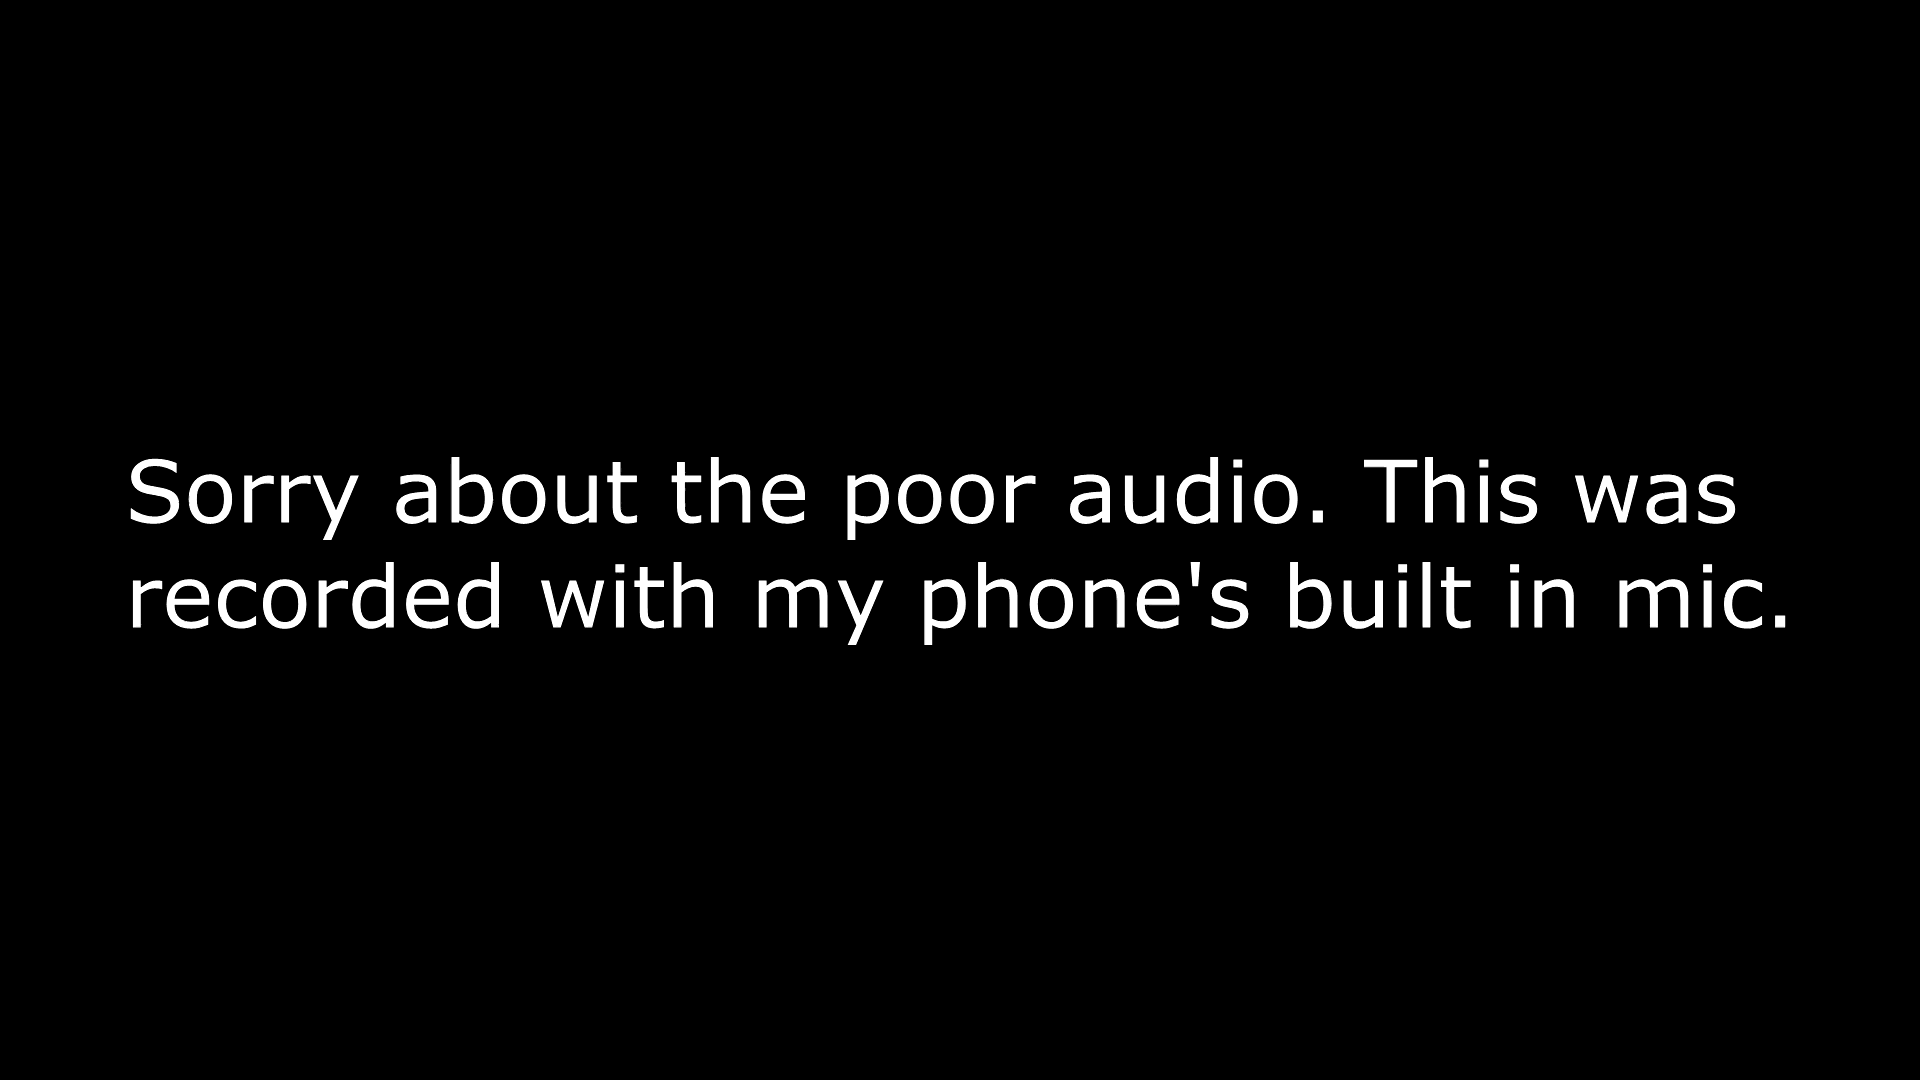 Sorry about the poor audio. This was
recorded with my phone's built in mic.